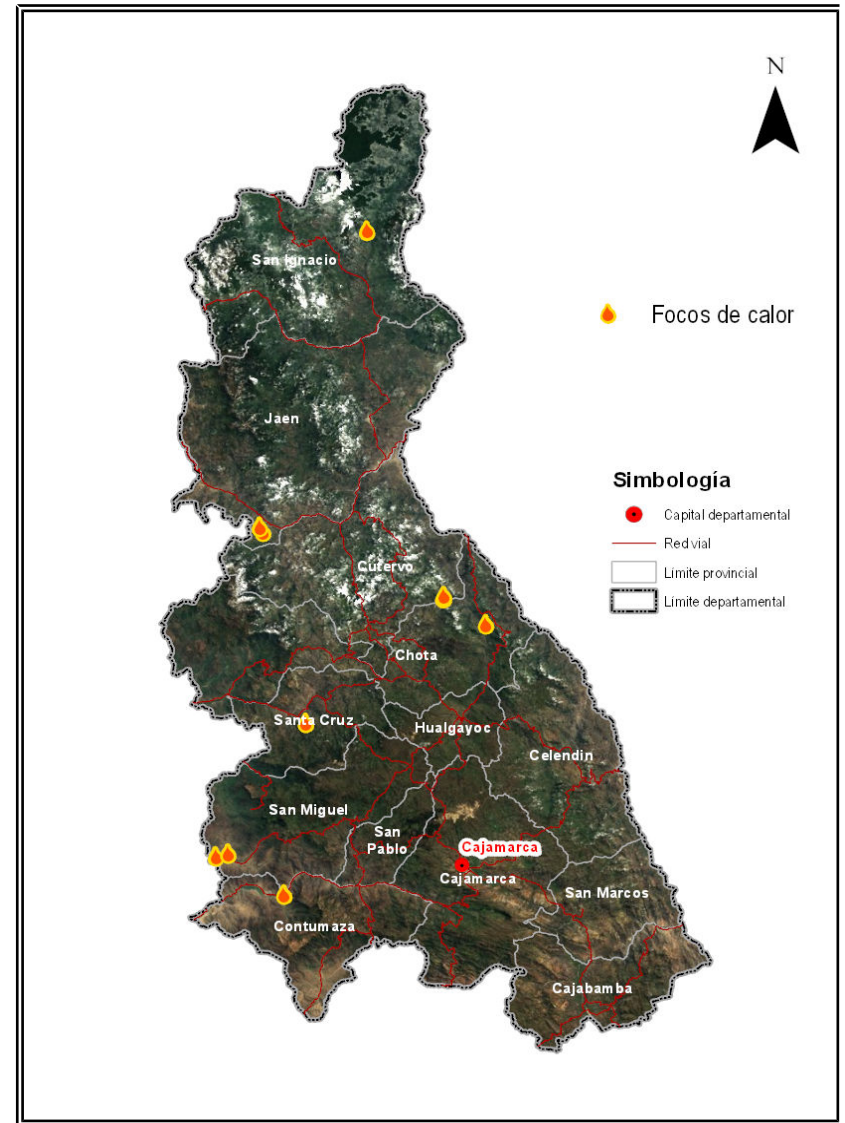 N
San Ignacio
Focos de calor
Jaen
Simbología
Capital departamental
Red vial
Límite provincial
Límite departamental
Cutervo
Chota
Santa Cruz
Hualgayoc
Celendin
San Miguel
San
Pablo
Cajamarca
Cajamarca
San Marcos
Contumaza
Cajabamba